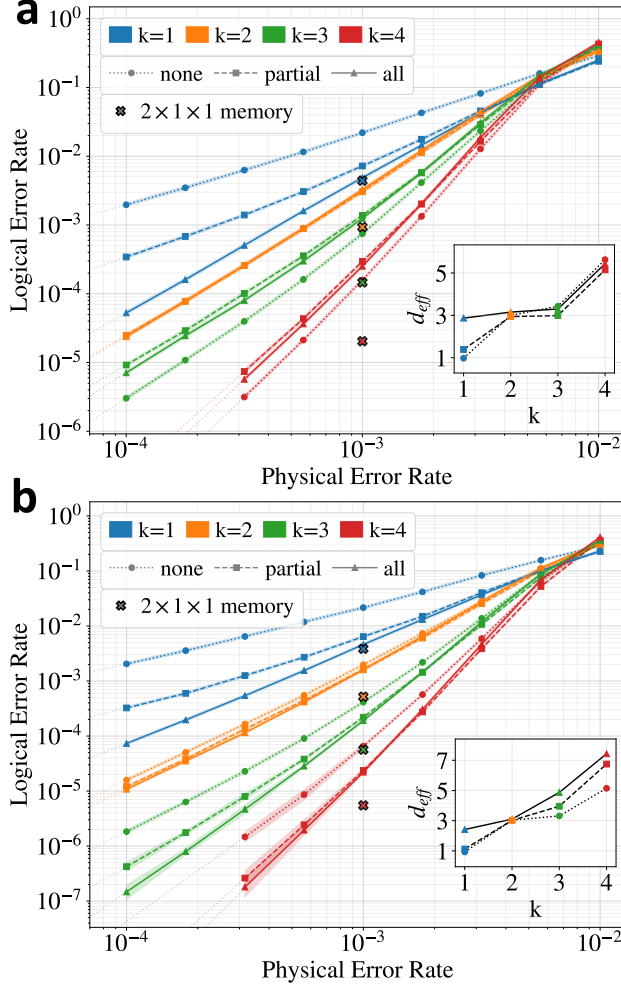 a
10⁰
10⁻¹
10⁻²
10⁻³
10⁻⁴
10⁻⁵
10⁻⁶
Logical Error Rate
k=1 k=2 k=3 k=4
none partial all
2×1×1 memory
d_eff
5
3
1
1 2 3 4
k
10⁻⁴ 10⁻³ 10⁻²
Physical Error Rate
b
10⁰
10⁻¹
10⁻²
10⁻³
10⁻⁴
10⁻⁵
10⁻⁶
10⁻⁷
Logical Error Rate
k=1 k=2 k=3 k=4
none partial all
2×1×1 memory
d_eff
7
5
3
1
1 2 3 4
k
10⁻⁴ 10⁻³ 10⁻²
Physical Error Rate